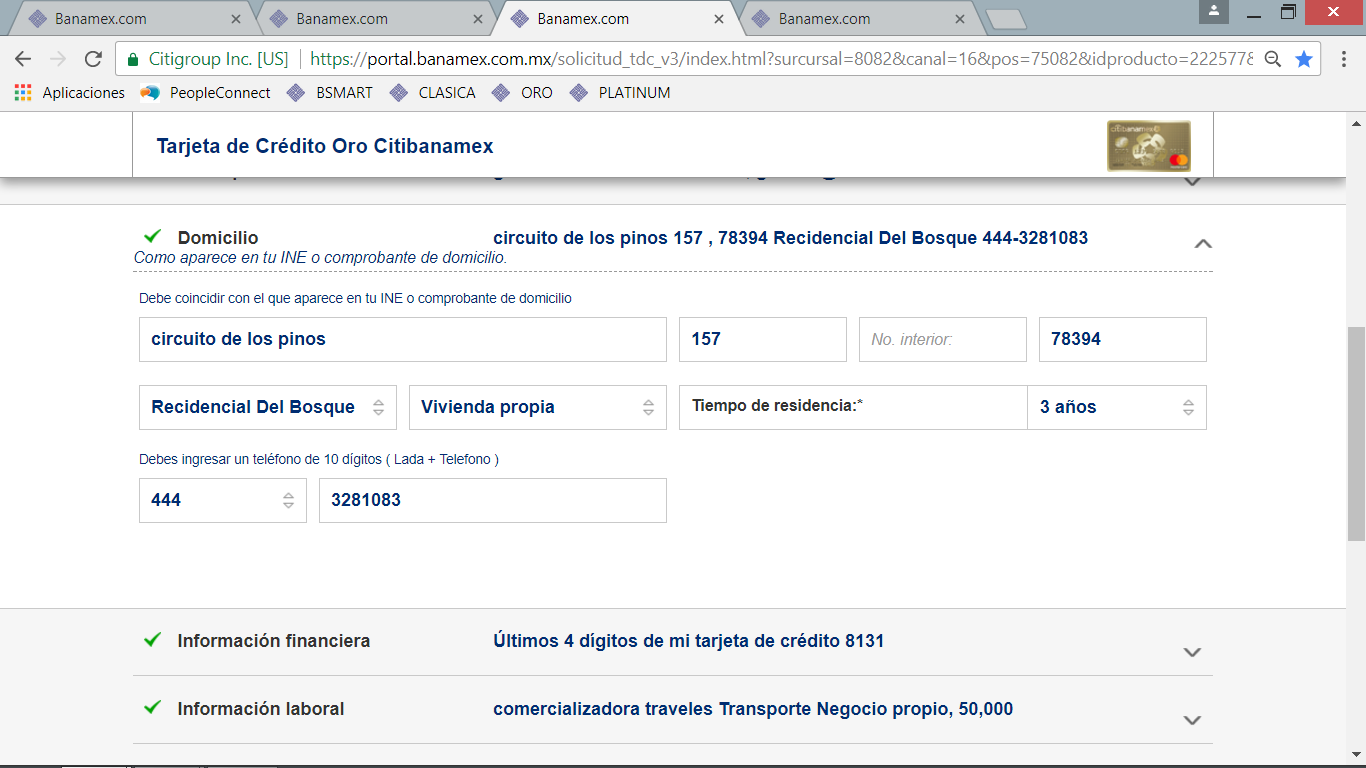 Banamex.com
Banamex.com
Banamex.com
Banamex.com
Citigroup Inc. [US]
https://portal.banamex.com.mx/solicitud_tdc_v3/index.html?sursursal=8082&canal=16&pos=75082&idproducto=222577&
Aplicaciones
PeopleConnect
BSMART
CLASICA
ORO
PLATINUM
Tarjeta de Crédito Oro Citibanamex
citibanamex
Domicilio
circuito de los pinos 157 , 78394 Recidencial Del Bosque 444-3281083
Como aparece en tu INE o comprobante de domicilio.
Debe coincidir con el que aparece en tu INE o comprobante de domicilio
circuito de los pinos
157
No. interior:
78394
Recidencial Del Bosque
Vivienda propia
Tiempo de residencia:*
3 años
Debes ingresar un teléfono de 10 dígitos ( Lada + Telefono )
444
3281083
Información financiera
Últimos 4 dígitos de mi tarjeta de crédito 8131
Información laboral
comercializadora traveles Transporte Negocio propio, 50,000